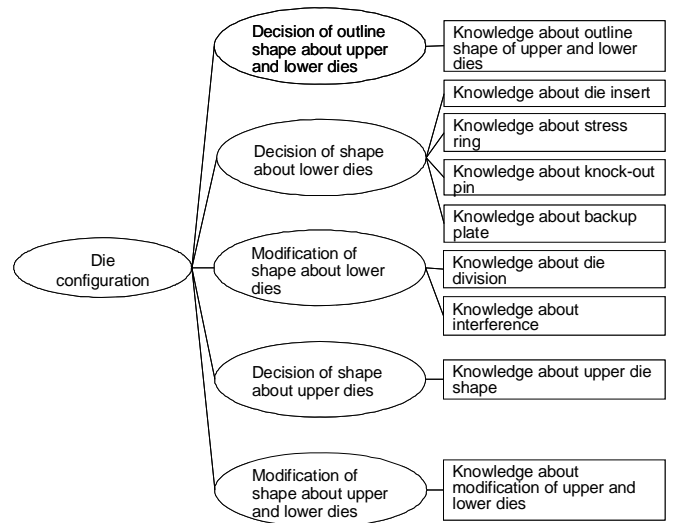 Decision of outline
shape about upper
and lower dies
Knowledge about outline
shape of upper and lower
dies
Knowledge about die insert
Knowledge about stress
ring
Decision of shape
about lower dies
Knowledge about knock-out
pin
Knowledge about backup
plate
Die
configuration
Modification of
shape about lower
dies
Knowledge about die
division
Knowledge about
interference
Decision of shape
about upper dies
Knowledge about upper die
shape
Modification of
shape about upper
and lower dies
Knowledge about
modification of upper and
lower dies